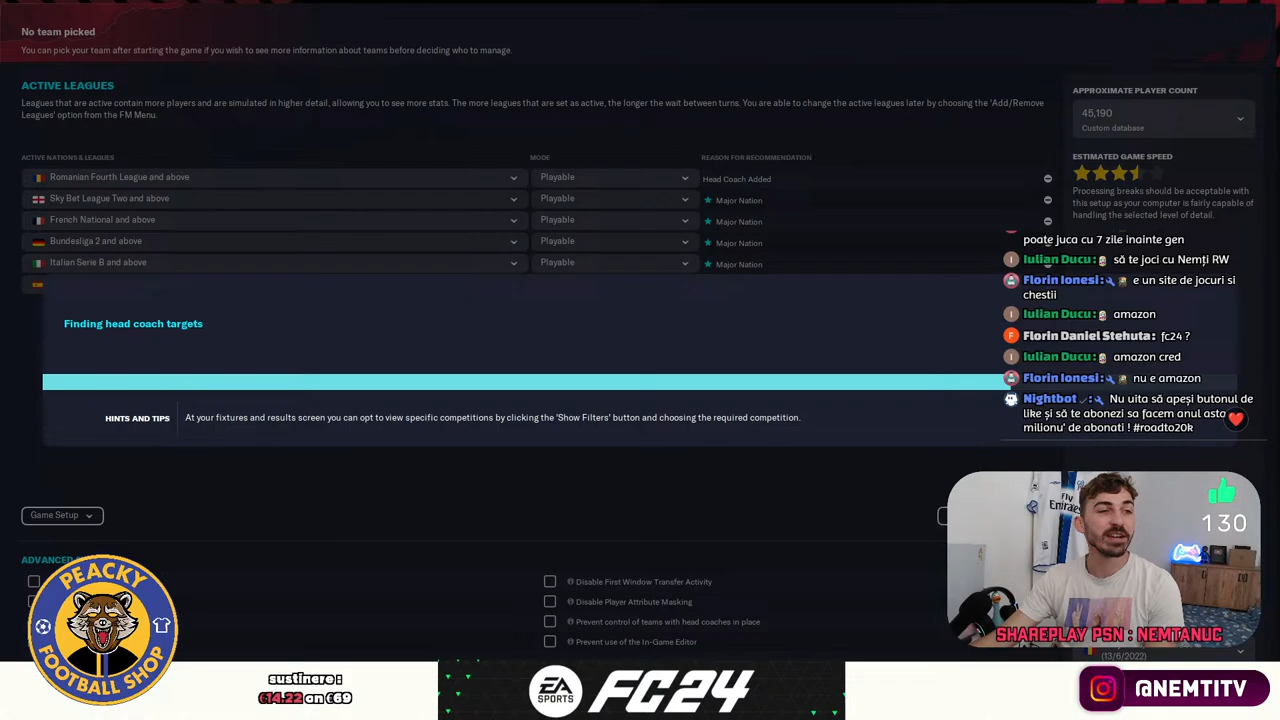 No team picked
You can pick your team after starting the game if you wish to see more information about teams before deciding who to manage.
ACTIVE LEAGUES
Leagues that are active contain more players and are simulated in higher detail, allowing you to see more stats. The more leagues that are set as active, the longer the wait between turns. You are able to change the active leagues later by choosing the 'Add/Remove
Leagues' option from the FM Menu.
APPROXIMATE PLAYER COUNT
45,190
Custom database
ACTIVE NATIONS & LEAGUES
MODE
REASON FOR RECOMMENDATION
ESTIMATED GAME SPEED
Romanian Fourth League and above
Playable
Head Coach Added
Sky Bet League Two and above
Playable
Major Nation
French National and above
Playable
Major Nation
Bundesliga 2 and above
Playable
Major Nation
Italian Serie B and above
Playable
Major Nation
Processing breaks should be acceptable with
this setup as your computer is fairly capable of
handling the selected level of detail.
poate juca cu 7 zile inainte gen
Iulian Ducu: să te joci cu Nemți RW
Florin Ionesi: e un site de jocuri si
chestii
Iulian Ducu: amazon
Florin Daniel Stehuta: fc24 ?
Iulian Ducu: amazon cred
Florin Ionesi: nu e amazon
Nightbot: Nu uita să apeși butonul de
like și să te abonezi sa facem anul asta
milionu' de abonati ! #roadto20k
Finding head coach targets
HINTS AND TIPS
At your fixtures and results screen you can opt to view specific competitions by clicking the 'Show Filters' button and choosing the required competition.
Game Setup
Disable First Window Transfer Activity
Disable Player Attribute Masking
Prevent control of teams with head coaches in place
Prevent use of the In-Game Editor
130
Emirates
SHAREPLAY PSN : NEMTANUC
(13/6/2022)
PEACKY
FOOTBALL SHOP
sustinere :
€14.22 on €69
EA
SPORTS
FC24
@NEMTITV